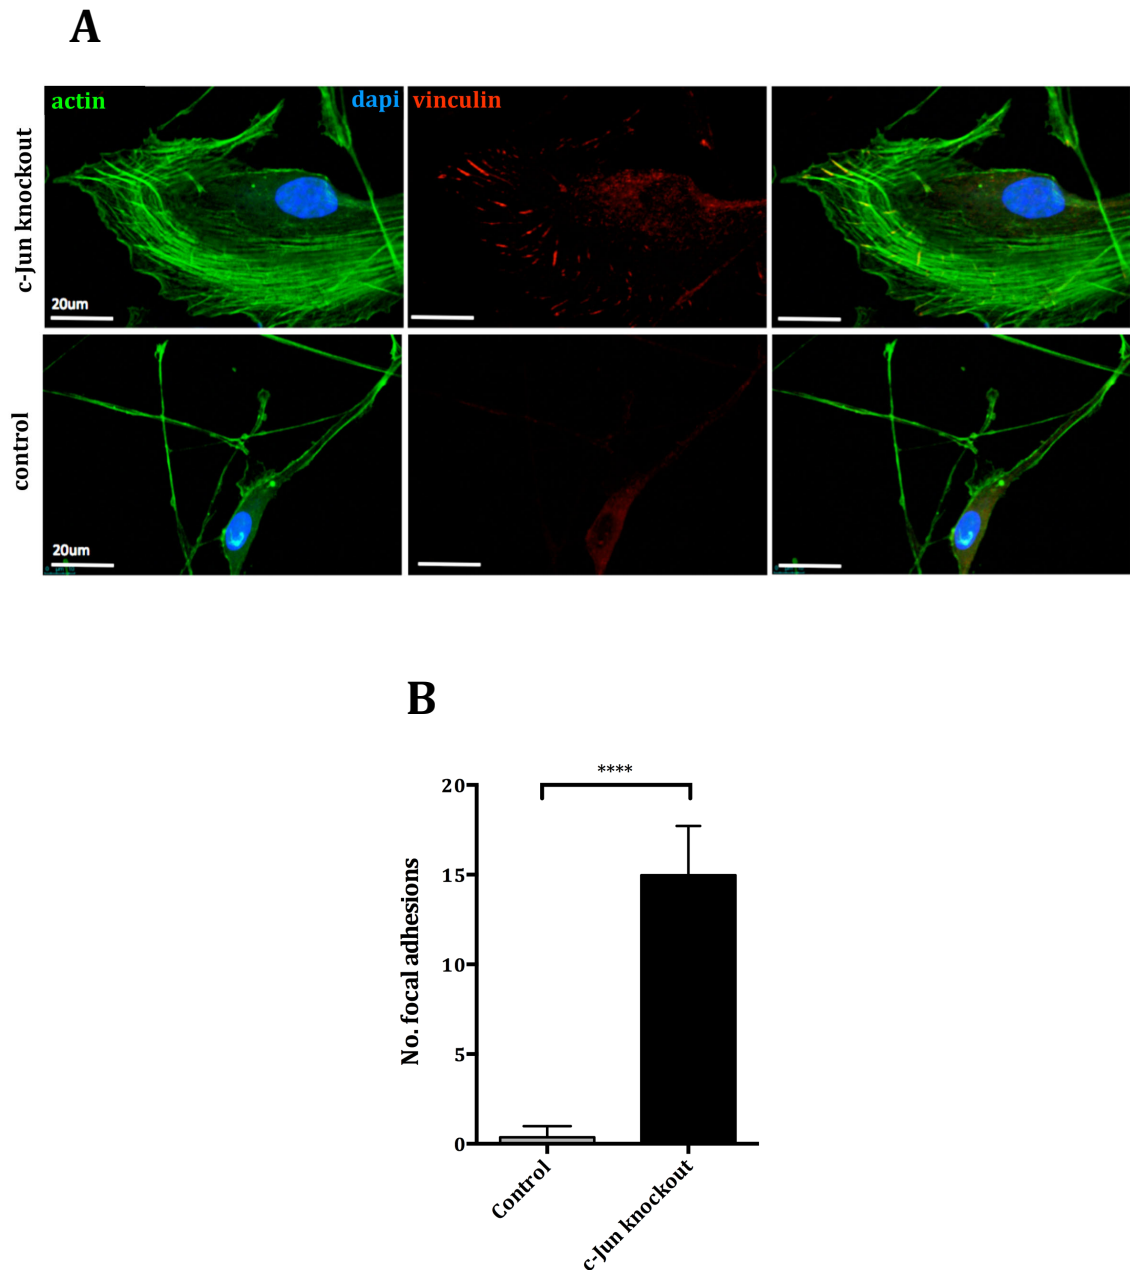 A
actin dapi vinculin
c-Jun knockout
20um
control
20um
B
****
20
15
10
5
0
No. focal adhesions
Control
c-Jun knockout